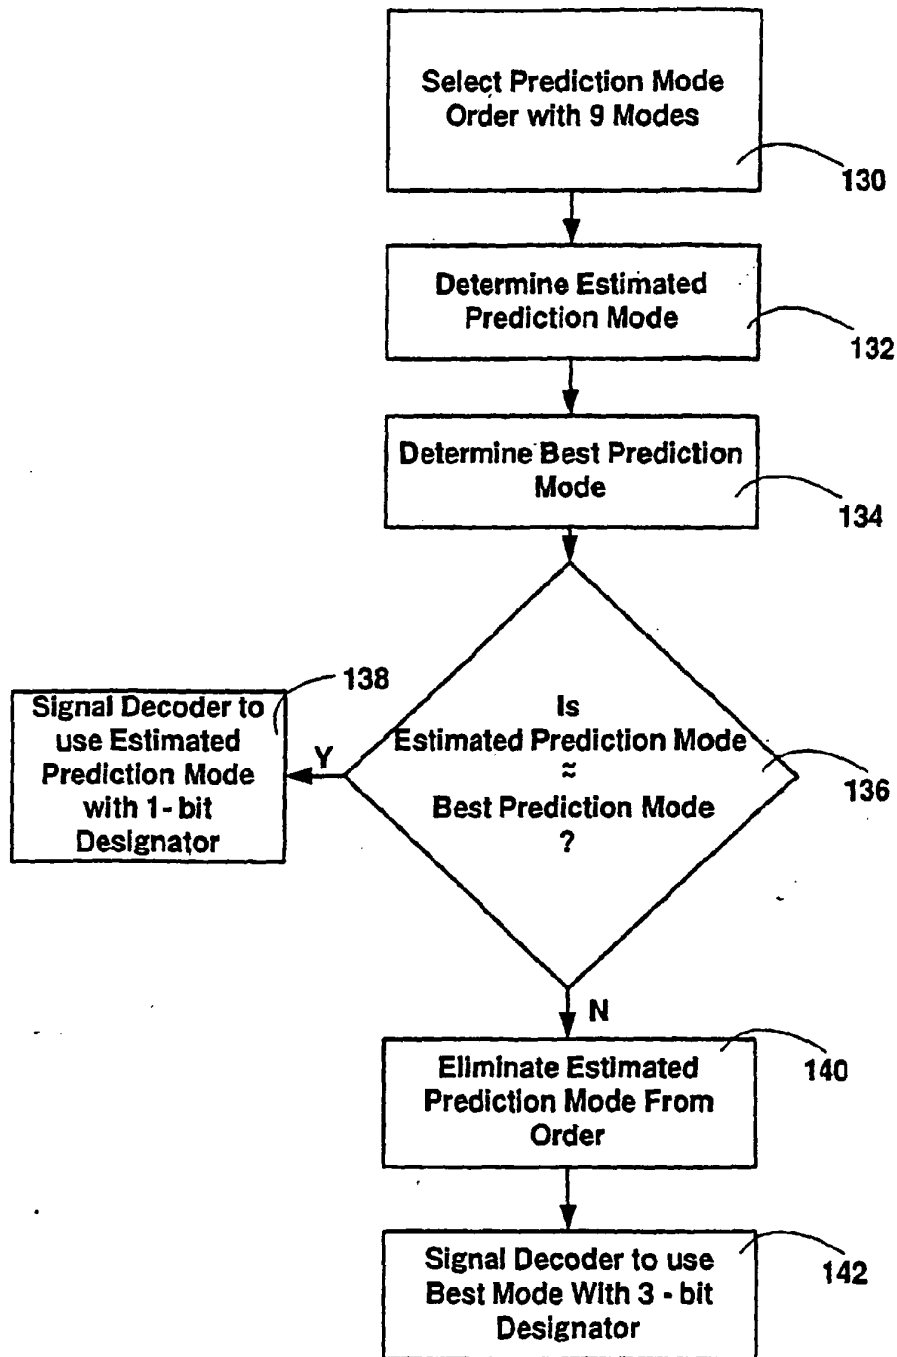 Select Prediction Mode
Order with 9 Modes
130
Determine Estimated
Prediction Mode
132
Determine Best Prediction
Mode
134
138
Signal Decoder to
use Estimated
Prediction Mode
with 1 - bit
Designator
Y
Is
Estimated Prediction Mode
≈
Best Prediction Mode
?
136
N
Eliminate Estimated
Prediction Mode From
Order
140
Signal Decoder to use
Best Mode With 3 - bit
Designator
142